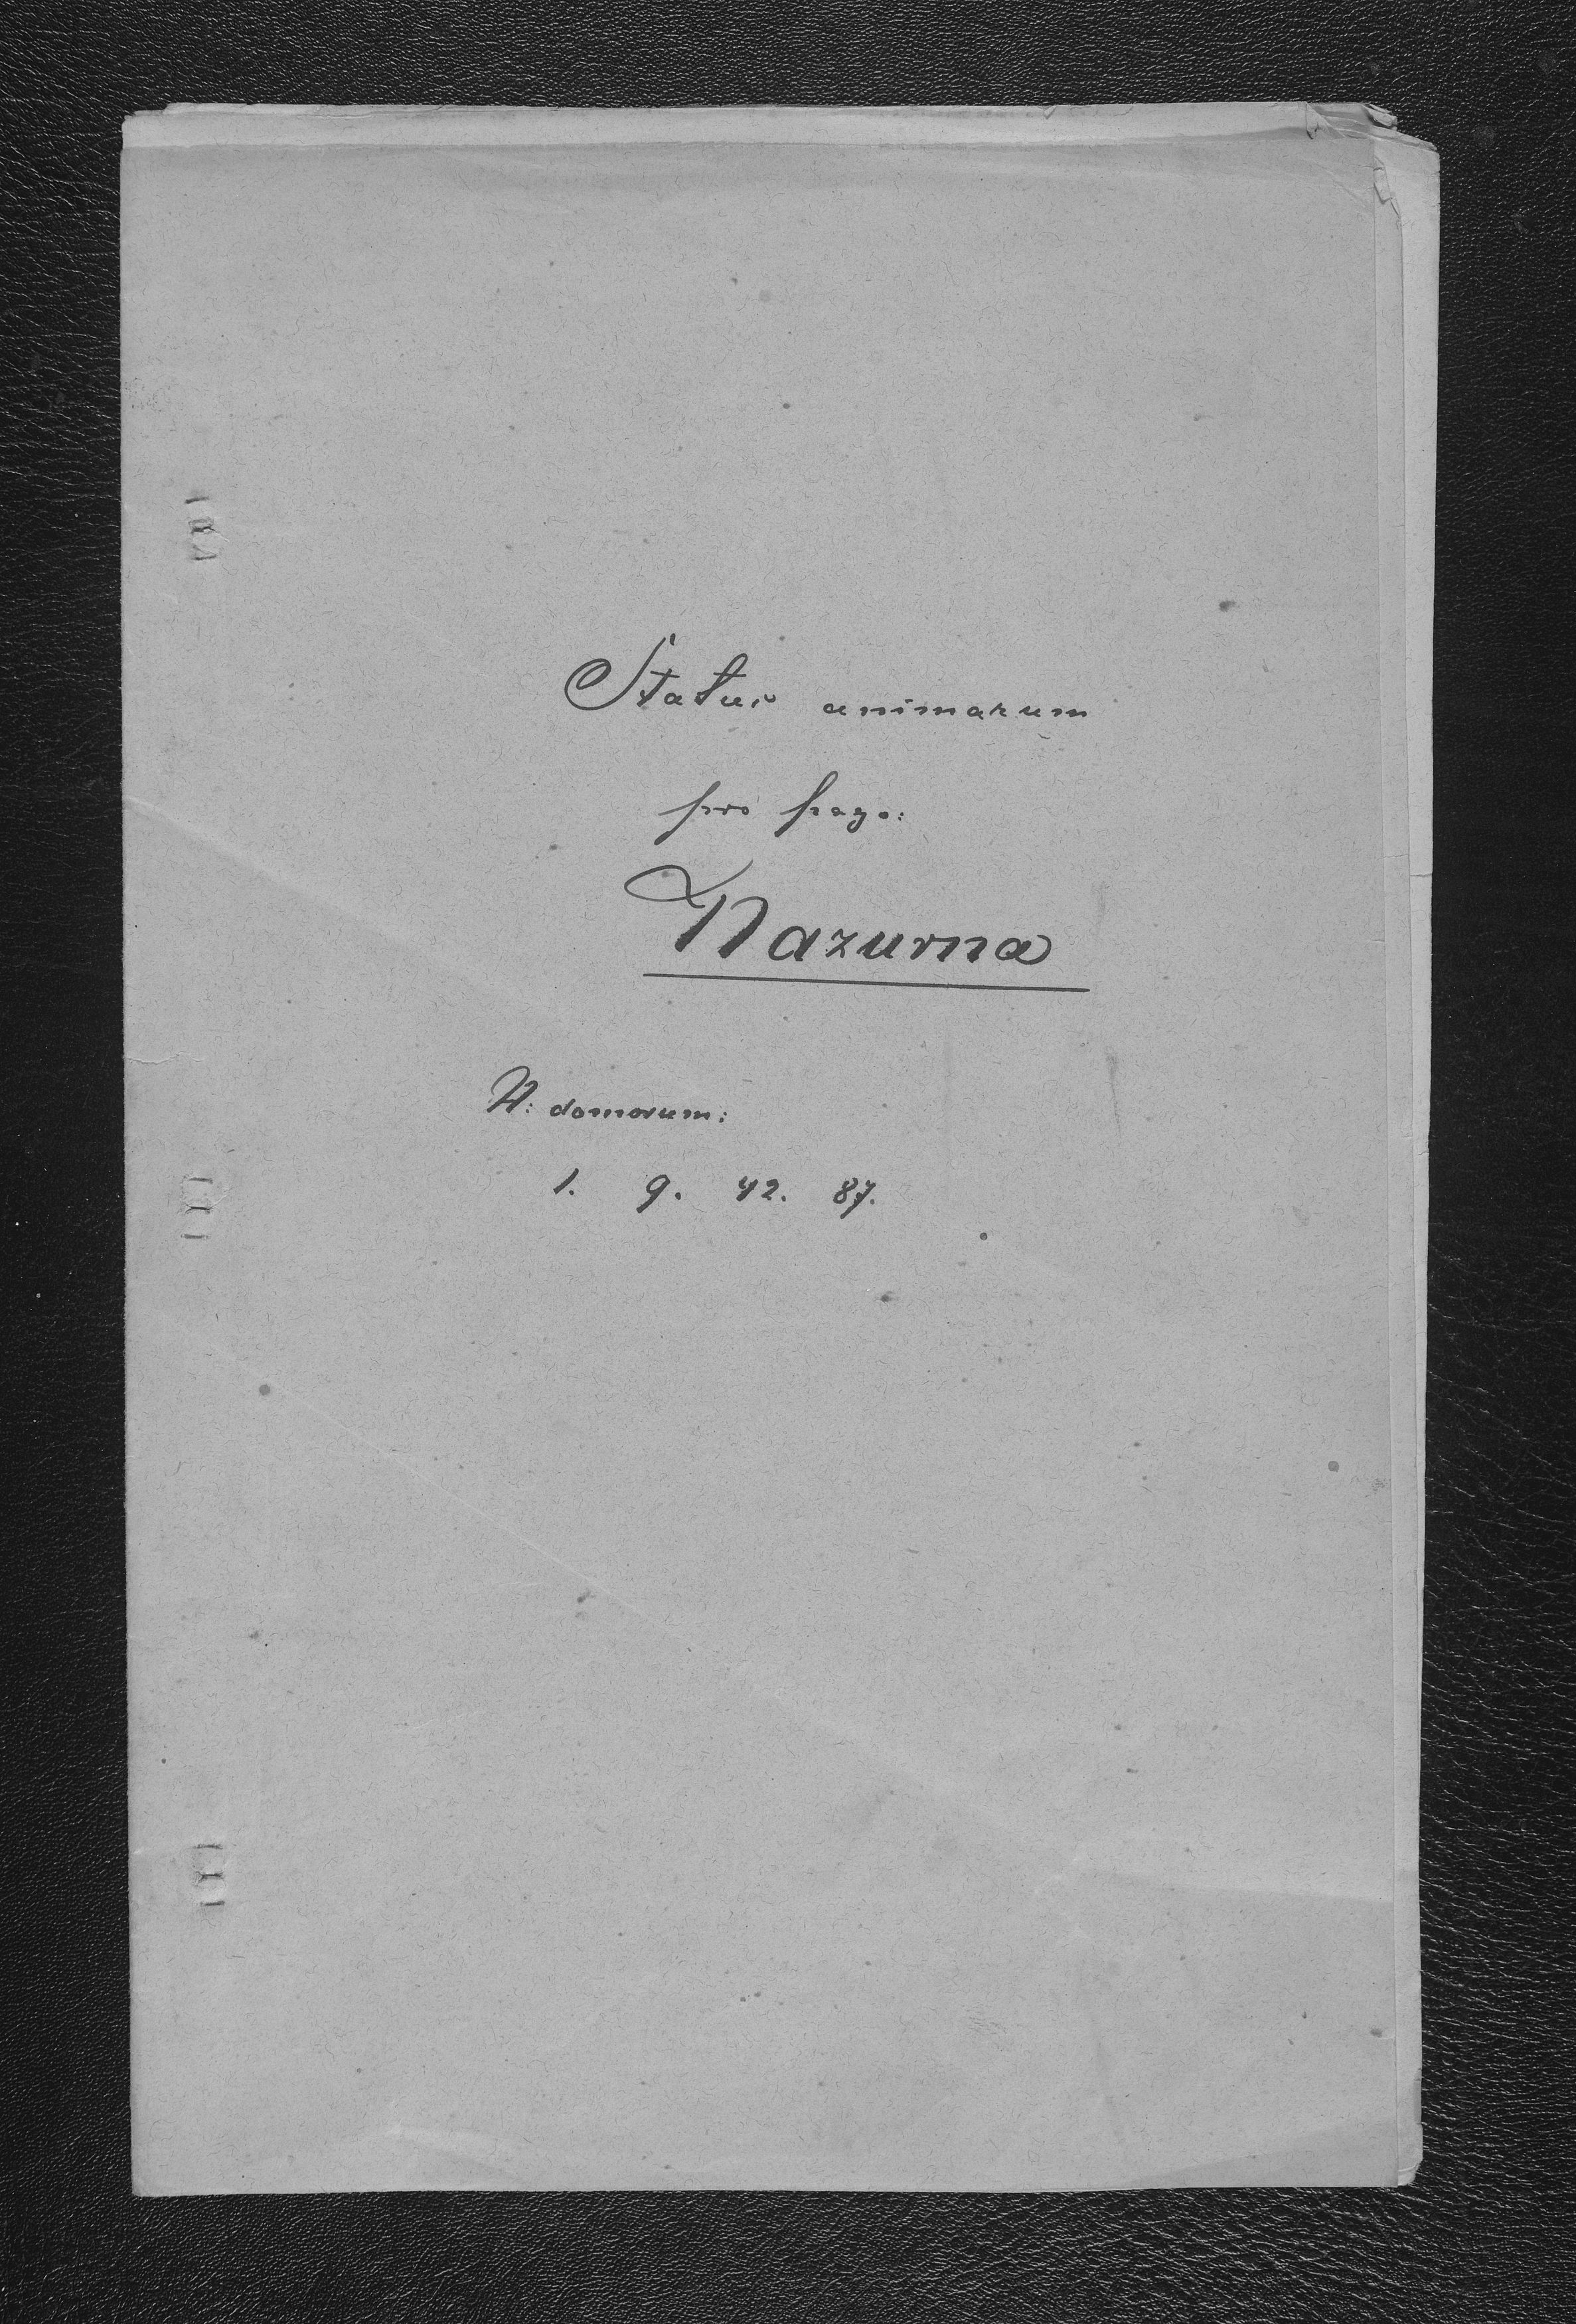 Status animarum
pro pago:
Nazurna
N: domorum:
1. 9. 42. 87.